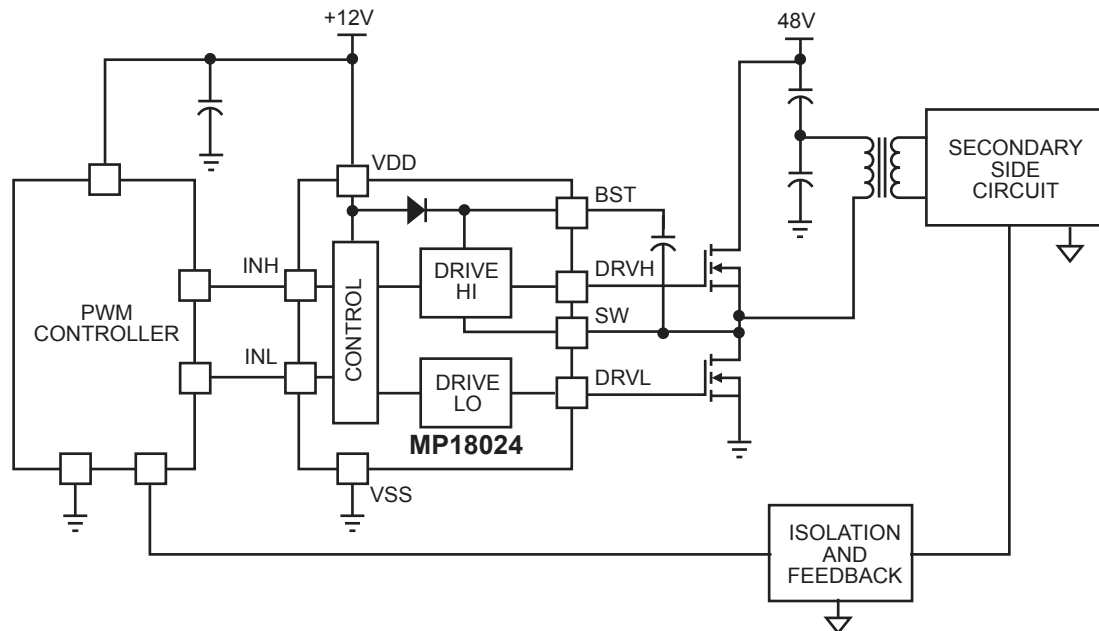 +12V
48V
VDD
BST
SECONDARY
SIDE
CIRCUIT
INH
DRIVE
HI
DRVH
PWM
CONTROLLER
CONTROL
SW
INL
DRIVE
LO
DRVL
MP18024
VSS
ISOLATION
AND
FEEDBACK